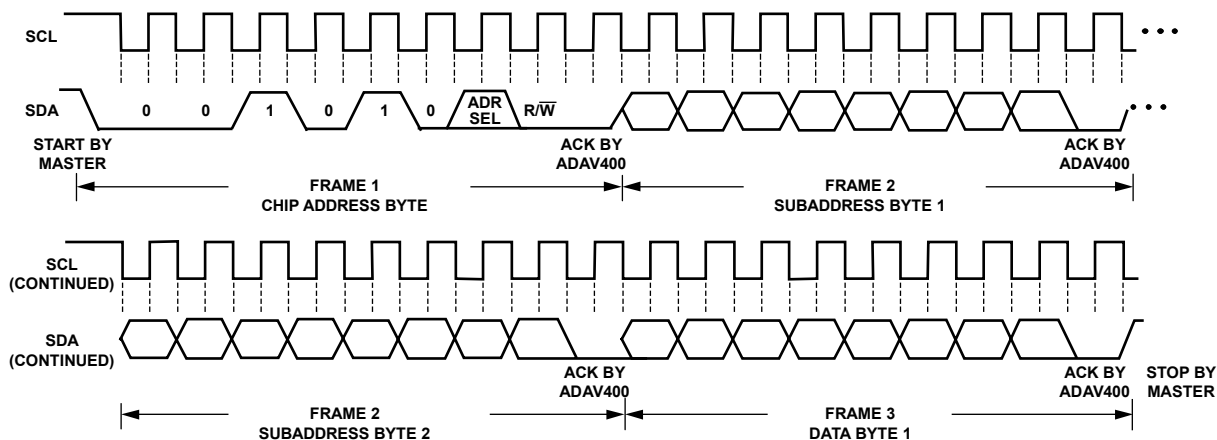 SCL
SDA
0 0 1 0 1 0 ADR SEL R/W̅
START BY MASTER
ACK BY ADAV400
ACK BY ADAV400
FRAME 1
CHIP ADDRESS BYTE
FRAME 2
SUBADDRESS BYTE 1
SCL
(CONTINUED)
SDA
(CONTINUED)
ACK BY ADAV400
ACK BY ADAV400
STOP BY MASTER
FRAME 2
SUBADDRESS BYTE 2
FRAME 3
DATA BYTE 1